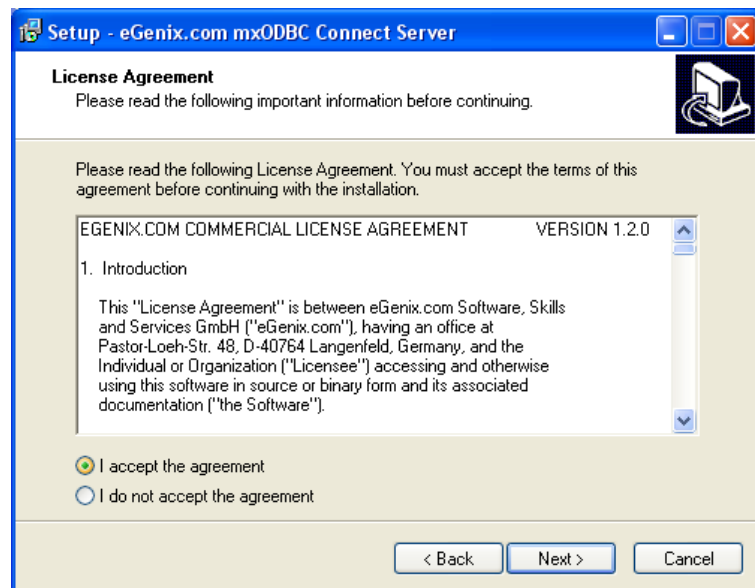 Setup - eGenix.com mxODBC Connect Server
License Agreement
Please read the following important information before continuing.
Please read the following License Agreement. You must accept the terms of this
agreement before continuing with the installation.
EGENIX.COM COMMERCIAL LICENSE AGREEMENT VERSION 1.2.0
1. Introduction
This "License Agreement" is between eGenix.com Software, Skills
and Services GmbH ("eGenix.com"), having an office at
Pastor-Loeh-Str. 48, D-40764 Langenfeld, Germany, and the
Individual or Organization ("Licensee") accessing and otherwise
using this software in source or binary form and its associated
documentation ("the Software").
I accept the agreement
I do not accept the agreement
< Back Next > Cancel